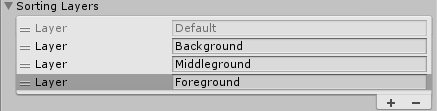 Sorting Layers
Layer Default
Layer Background
Layer Middleground
Layer Foreground